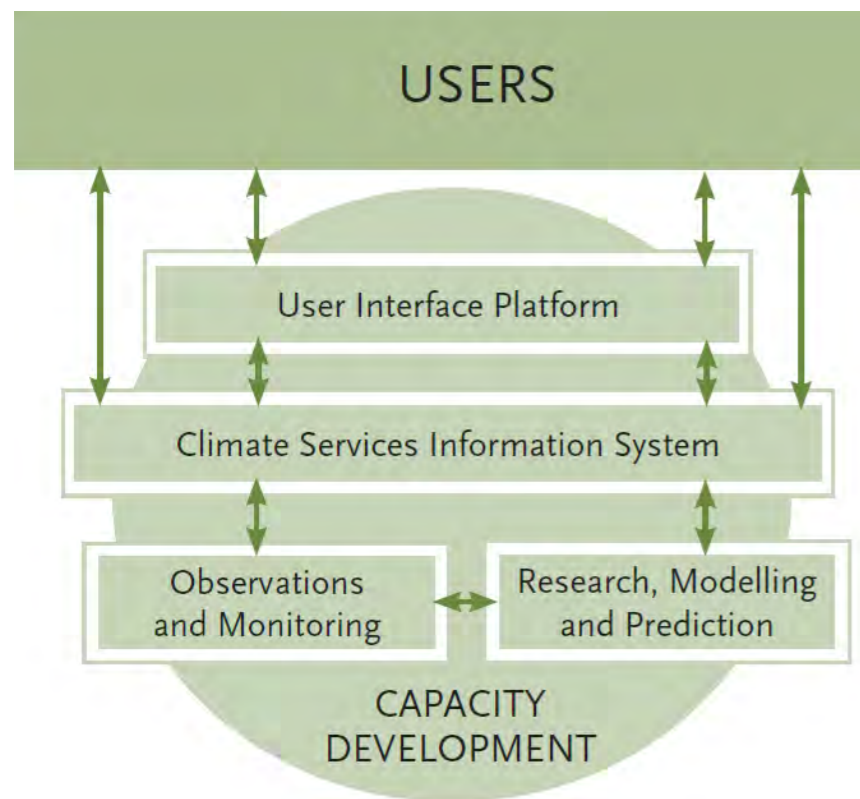 USERS
User Interface Platform
Climate Services Information System
Observations
and Monitoring
Research, Modelling
and Prediction
CAPACITY
DEVELOPMENT